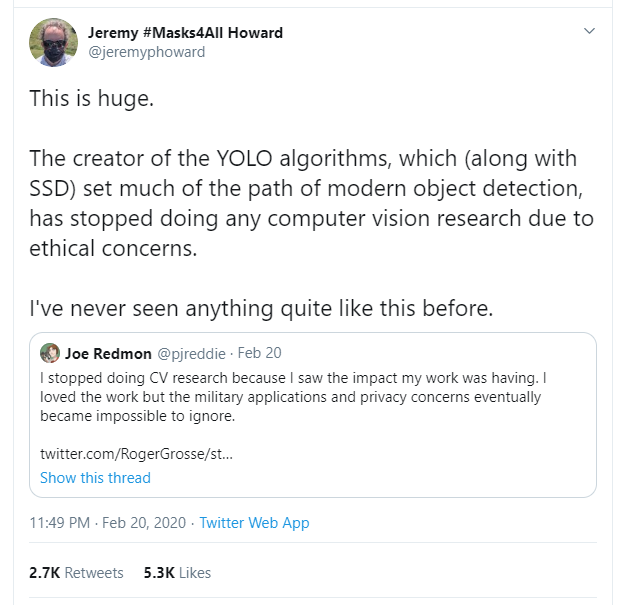 Jeremy #Masks4All Howard
@jeremyphoward
This is huge.
The creator of the YOLO algorithms, which (along with
SSD) set much of the path of modern object detection,
has stopped doing any computer vision research due to
ethical concerns.
I've never seen anything quite like this before.
Joe Redmon @pjreddie · Feb 20
I stopped doing CV research because I saw the impact my work was having. I
loved the work but the military applications and privacy concerns eventually
became impossible to ignore.
twitter.com/RogerGrosse/st...
Show this thread
11:49 PM · Feb 20, 2020 · Twitter Web App
2.7K Retweets 5.3K Likes